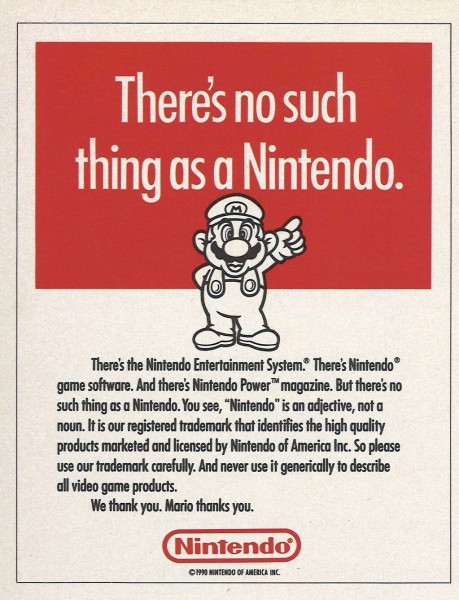 There's no such
thing as a Nintendo.
M
There's the Nintendo Entertainment System.® There's Nintendo®
game software. And there's Nintendo Power™ magazine. But there's no
such thing as a Nintendo. You see, "Nintendo" is an adjective, not a
noun. It is our registered trademark that identifies the high quality
products marketed and licensed by Nintendo of America Inc. So please
use our trademark carefully. And never use it generically to describe
all video game products.
We thank you. Mario thanks you.
Nintendo®
©1990 NINTENDO OF AMERICA INC.